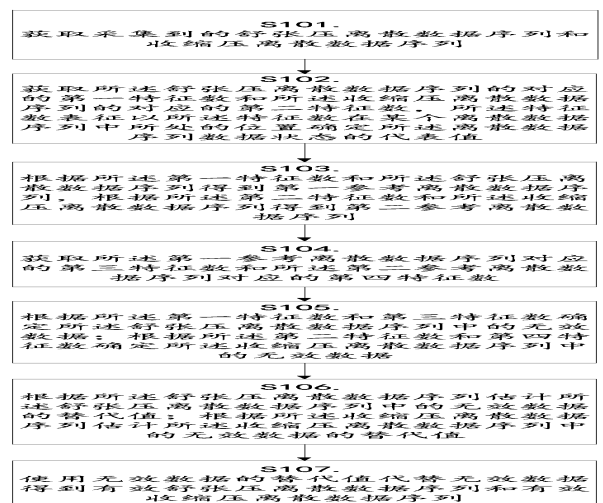 S101.
获取采集到的舒张压离散数据序列和
收缩压离散数据序列
S102.
获取所述舒张压离散数据序列的对应
的第一特征数和所述收缩压离散数据
序列的对应的第二特征数，所述特征
数表征以所述特征数在某个离散数据
序列中所处的位置确定所述离散数据
序列数据状态的代表值
S103.
根据所述第一特征数和所述舒张压离
散数据序列得到第一参考离散数据序
列，根据所述第二特征数和所述收缩
压离散数据序列得到第二参考离散数
据序列
S104.
获取所述第一参考离散数据序列对应
的第三特征数和所述第二参考离散数
据序列对应的第四特征数
S105.
根据所述第一特征数和第三特征数确
定所述舒张压离散数据序列中的无效
数据；根据所述第二特征数和第四特
征数确定所述收缩压离散数据序列中
的无效数据
S106.
根据所述舒张压离散数据序列估计所
述舒张压离散数据序列中的无效数据
的替代值；根据所述收缩压离散数据
序列估计所述收缩压离散数据序列中
的无效数据的替代值
S107.
使用无效数据的替代值代替无效数据
得到有效舒张压离散数据序列和有效
收缩压离散数据序列